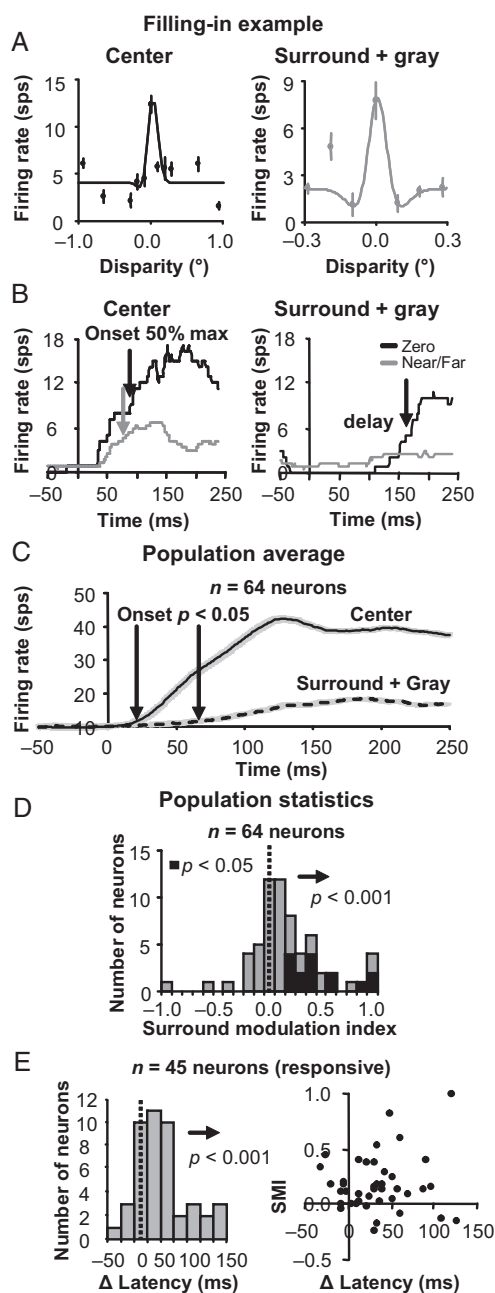 Filling-in example
A
Center
Surround + gray
Firing rate (sps)
15
10
5
0
–1.0
0.0
1.0
Disparity (°)
Firing rate (sps)
9
6
3
0
–0.3
0.0
0.3
Disparity (°)
B
Center
Surround + gray
Onset 50% max
Firing rate (sps)
18
12
6
0
–50
50
150
250
Time (ms)
Zero
Near/Far
delay
Firing rate (sps)
18
12
6
0
–50
50
150
250
Time (ms)
C
Population average
n = 64 neurons
Onset p < 0.05
Center
Surround + Gray
Firing rate (sps)
50
40
30
20
10
–50
0
50
100
150
200
250
Time (ms)
Population statistics
D
n = 64 neurons
p < 0.05
p < 0.001
Number of neurons
15
10
5
0
–1.0
–0.5
0.0
0.5
1.0
Surround modulation index
E
n = 45 neurons (responsive)
Number of neurons
12
10
8
6
4
2
p < 0.001
–50
0
50
100
150
Δ Latency (ms)
SMI
1.0
0.5
0.0
–0.5
–50
0
50
100
150
Δ Latency (ms)